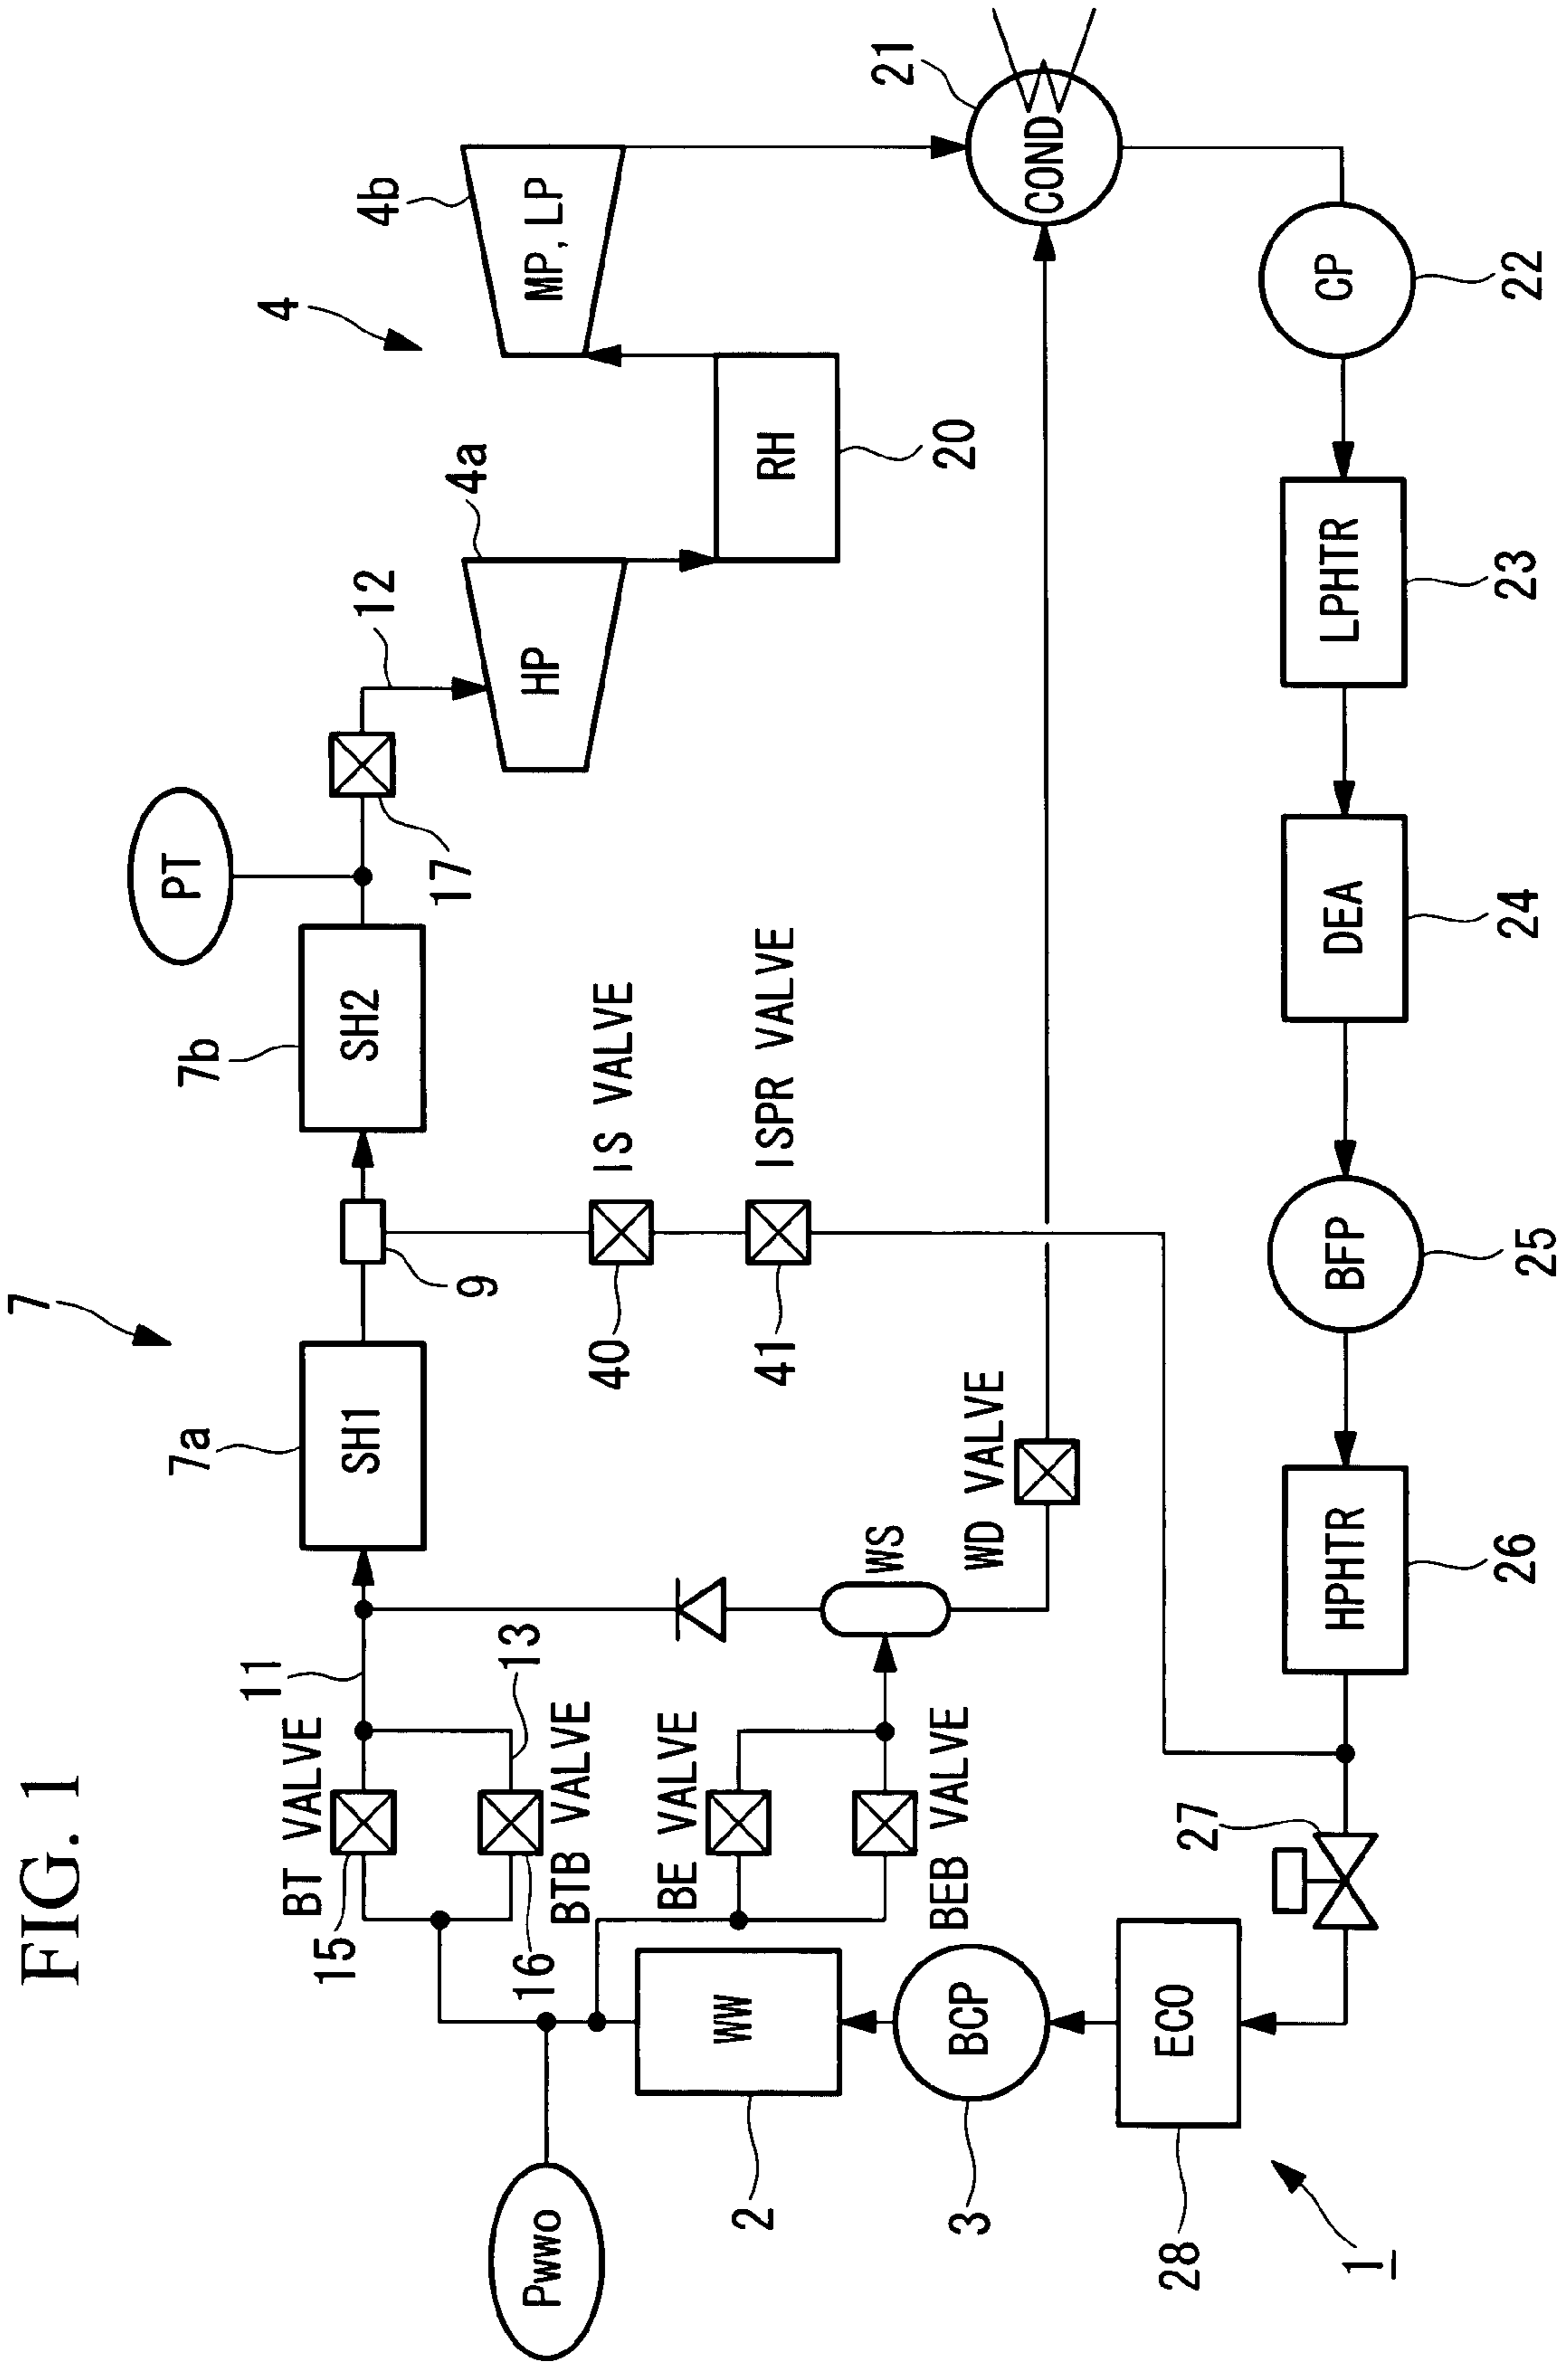 FIG. 1
7
PT
7a
7b
12
4
11
BT VALVE
SH1
SH2
17
4a
4b
15
9
HP
MP, LP
13
16
BTB VALVE
40
IS VALVE
Pwwo
BE VALVE
41
ISPR VALVE
RH
20
WW
2
WS
21
BEB VALVE
WD VALVE
COND
BCP
3
ECO
28
27
HPHTR
BFP
DEA
LPHTR
CP
26
25
24
23
22
1